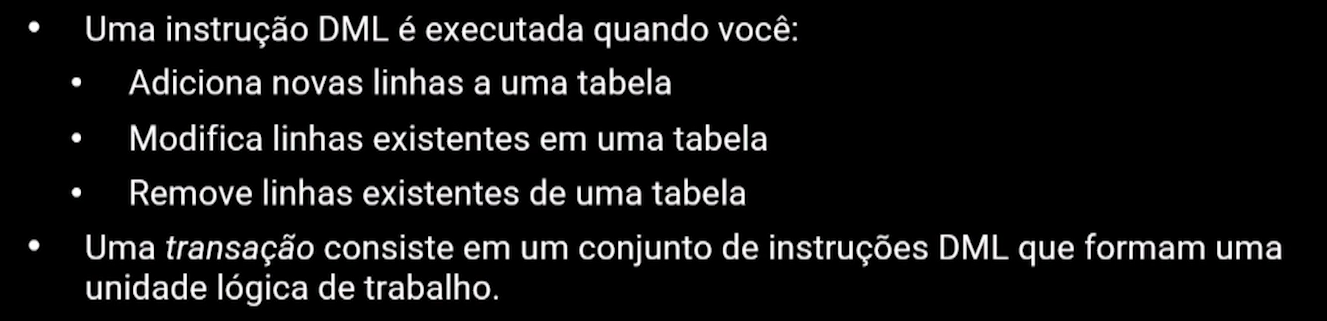 • Uma instrução DML é executada quando você:
• Adiciona novas linhas a uma tabela
• Modifica linhas existentes em uma tabela
• Remove linhas existentes de uma tabela
• Uma transação consiste em um conjunto de instruções DML que formam uma
unidade lógica de trabalho.